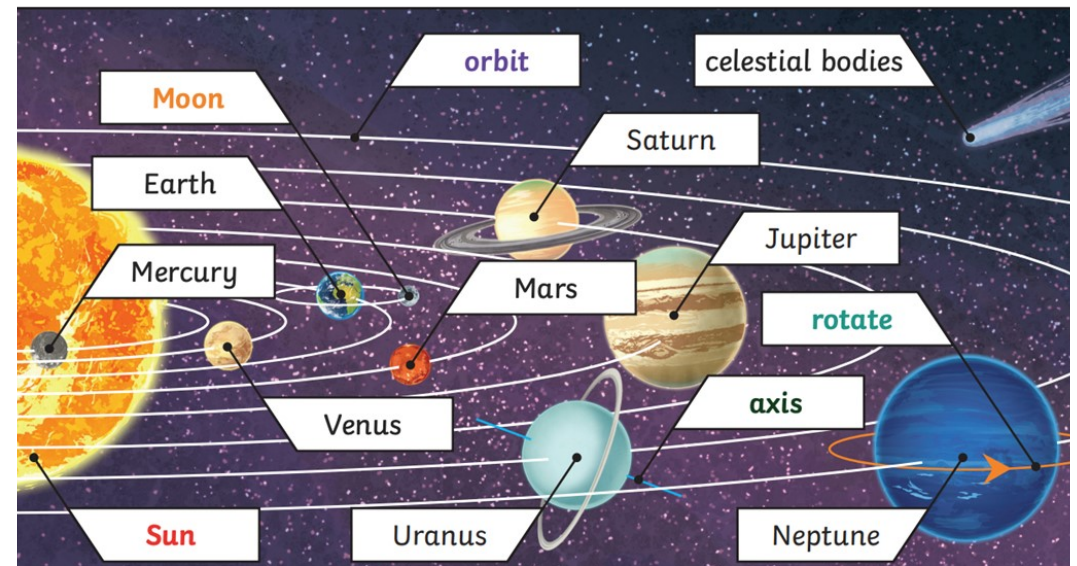 orbit
celestial bodies
Moon
Saturn
Earth
Jupiter
Mercury
Mars
rotate
axis
Venus
Sun
Uranus
Neptune